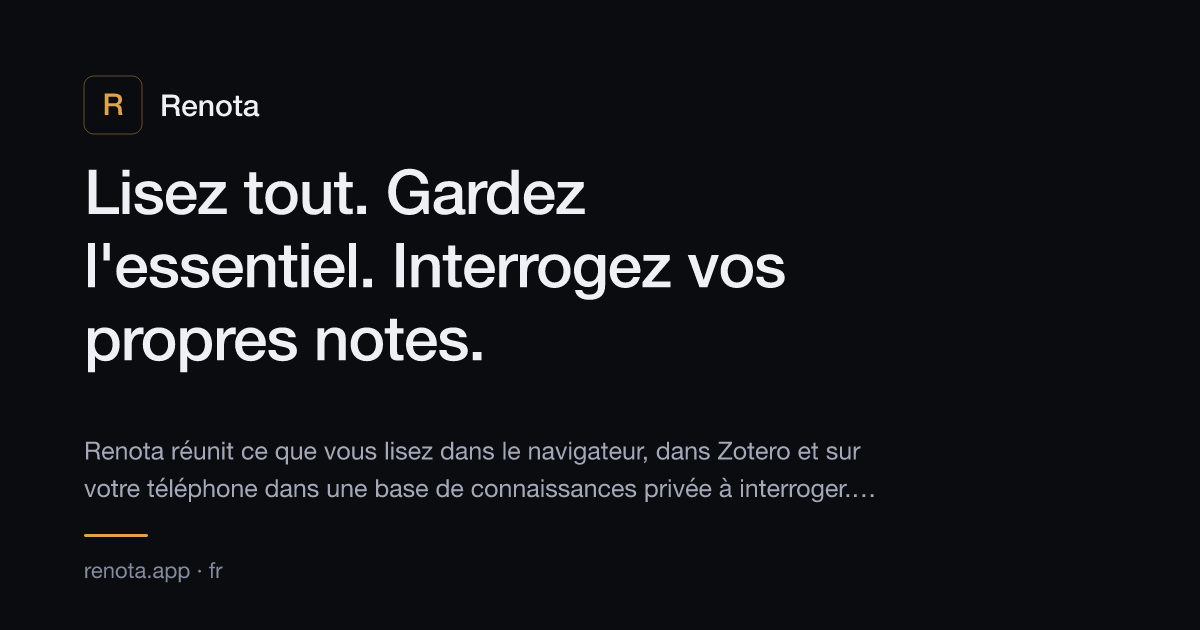 R
Renota
Lisez tout. Gardez
l'essentiel. Interrogez vos
propres notes.
Renota réunit ce que vous lisez dans le navigateur, dans Zotero et sur
votre téléphone dans une base de connaissances privée à interroger.…
renota.app · fr